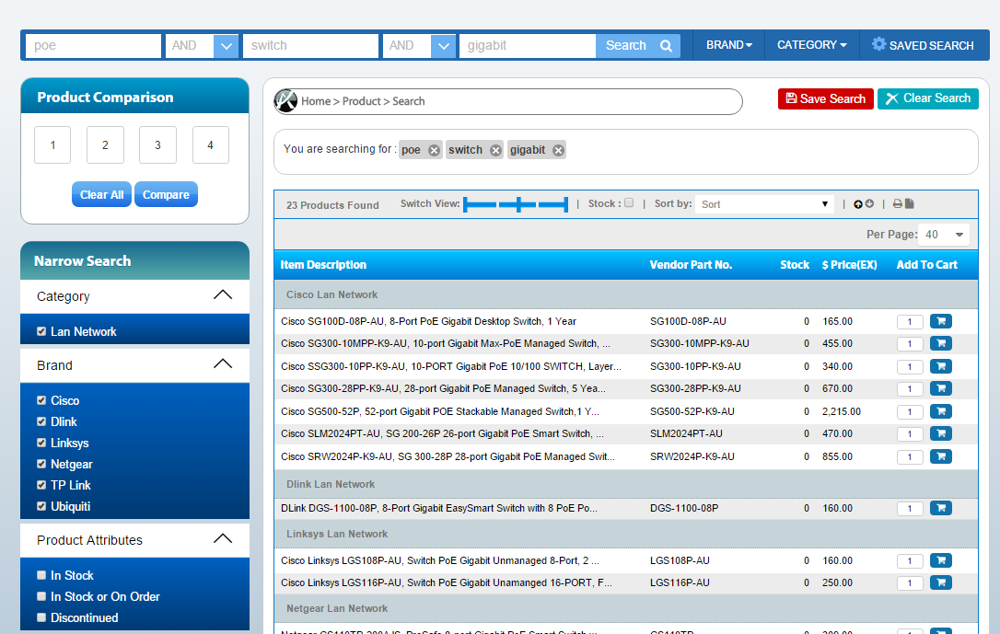 poe AND switch AND gigabit Search BRAND CATEGORY SAVED SEARCH
Product Comparison
1 2 3 4
Clear All Compare
Narrow Search
Category
Lan Network
Brand
Cisco
Dlink
Linksys
Netgear
TP Link
Ubiquiti
Product Attributes
In Stock
In Stock or On Order
Discontinued
Home > Product > Search
Save Search Clear Search
You are searching for : poe switch gigabit
23 Products Found Switch View: | Stock : | Sort by: Sort | |
Per Page: 40
Item Description Vendor Part No. Stock $ Price(EX) Add To Cart
Cisco Lan Network
Cisco SG100D-08P-AU, 8-Port PoE Gigabit Desktop Switch, 1 Year SG100D-08P-AU 0 165.00 1
Cisco SG300-10MPP-K9-AU, 10-port Gigabit Max-PoE Managed Switch, ... SG300-10MPP-K9-AU 0 455.00 1
Cisco SSG300-10PP-K9-AU, 10-PORT Gigabit PoE 10/100 SWITCH, Layer... SG300-10PP-K9-AU 0 340.00 1
Cisco SG300-28PP-K9-AU, 28-port Gigabit PoE Managed Switch, 5 Yea... SG300-28PP-K9-AU 0 670.00 1
Cisco SG500-52P, 52-port Gigabit POE Stackable Managed Switch,1 Y... SG500-52P-K9-AU 0 2,215.00 1
Cisco SLM2024PT-AU, SG 200-26P 26-port Gigabit PoE Smart Switch, ... SLM2024PT-AU 0 470.00 1
Cisco SRW2024P-K9-AU, SG 300-28P 28-port Gigabit PoE Managed Swit... SRW2024P-K9-AU 0 855.00 1
Dlink Lan Network
DLink DGS-1100-08P, 8-Port Gigabit EasySmart Switch with 8 PoE Po... DGS-1100-08P 0 160.00 1
Linksys Lan Network
Cisco Linksys LGS108P-AU, Switch PoE Gigabit Unmanaged 8-Port, 2 ... LGS108P-AU 0 160.00 1
Cisco Linksys LGS116P-AU, Switch PoE Gigabit Unamanged 16-PORT, F... LGS116P-AU 0 250.00 1
Netgear Lan Network